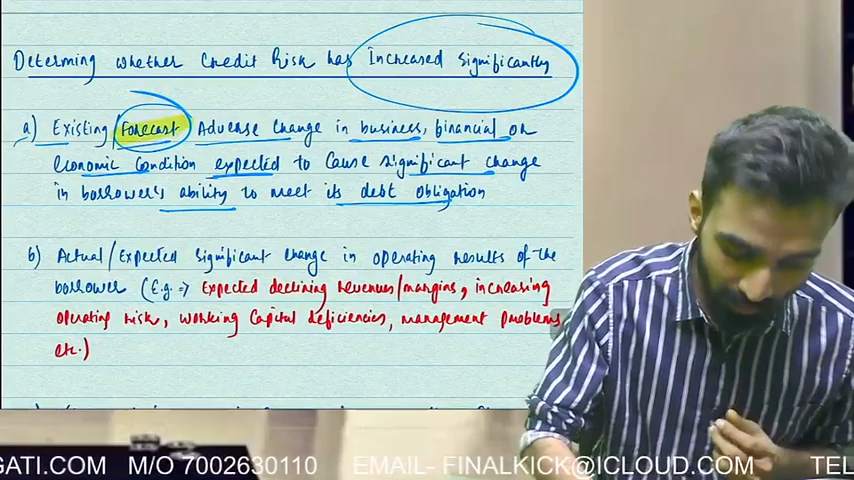 Determing whether Credit Risk has Increased Significantly
a) Existing/Forecast Adverse Change in business, financial or
economic Condition expected to Cause significant change
in borrower's ability to meet its debt obligation
b) Actual/Expected significant change in operating results of the
borrower (E.g:→ Expected declining revenues/margins, increasing
operating risk, working Capital deficiencies, management problems
etc.)
GATI.COM M/O 7002630110 EMAIL- FINALKICK@ICLOUD.COM TEL